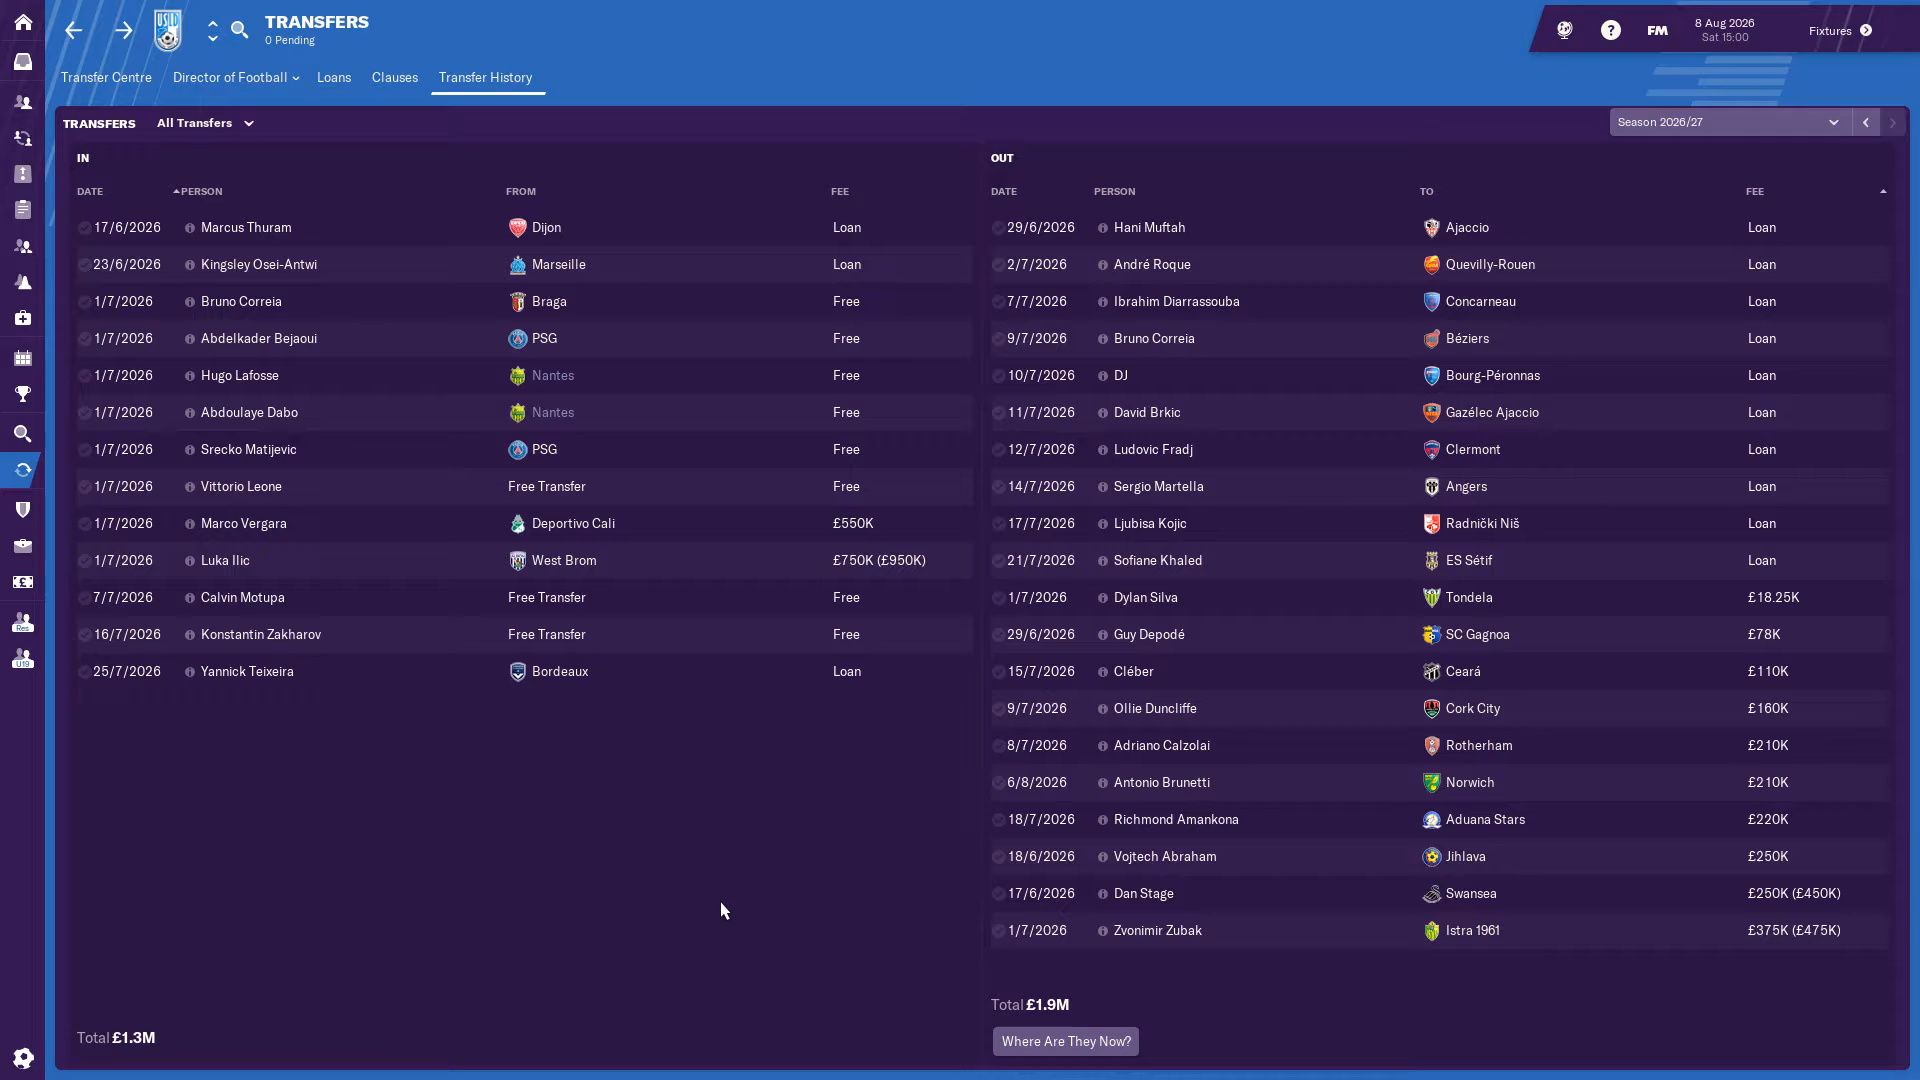 TRANSFERS
0 Pending
FM
8 Aug 2026
Sat 15:00
Fixtures
Transfer Centre
Director of Football
Loans
Clauses
Transfer History
TRANSFERS All Transfers
Season 2026/27
IN
DATE PERSON FROM FEE
17/6/2026 Marcus Thuram Dijon Loan
23/6/2026 Kingsley Osei-Antwi Marseille Loan
1/7/2026 Bruno Correia Braga Free
1/7/2026 Abdelkader Bejaoui PSG Free
1/7/2026 Hugo Lafosse Nantes Free
1/7/2026 Abdoulaye Dabo Nantes Free
1/7/2026 Srecko Matijevic PSG Free
1/7/2026 Vittorio Leone Free Transfer Free
1/7/2026 Marco Vergara Deportivo Cali £550K
1/7/2026 Luka Ilic West Brom £750K (£950K)
7/7/2026 Calvin Motupa Free Transfer Free
16/7/2026 Konstantin Zakharov Free Transfer Free
25/7/2026 Yannick Teixeira Bordeaux Loan
Total £1.3M
OUT
DATE PERSON TO FEE
29/6/2026 Hani Muftah Ajaccio Loan
2/7/2026 André Roque Quevilly-Rouen Loan
7/7/2026 Ibrahim Diarrassouba Concarneau Loan
9/7/2026 Bruno Correia Béziers Loan
10/7/2026 DJ Bourg-Péronnas Loan
11/7/2026 David Brkic Gazélec Ajaccio Loan
12/7/2026 Ludovic Fradj Clermont Loan
14/7/2026 Sergio Martella Angers Loan
17/7/2026 Ljubisa Kojic Radnički Niš Loan
21/7/2026 Sofiane Khaled ES Sétif Loan
1/7/2026 Dylan Silva Tondela £18.25K
29/6/2026 Guy Depodé SC Gagnoa £78K
15/7/2026 Cléber Ceará £110K
9/7/2026 Ollie Duncliffe Cork City £160K
8/7/2026 Adriano Calzolai Rotherham £210K
6/8/2026 Antonio Brunetti Norwich £210K
18/7/2026 Richmond Amankona Aduana Stars £220K
18/6/2026 Vojtech Abraham Jihlava £250K
17/6/2026 Dan Stage Swansea £250K (£450K)
1/7/2026 Zvonimir Zubak Istra 1961 £375K (£475K)
Total £1.9M
Where Are They Now?
Res
U19
USLD